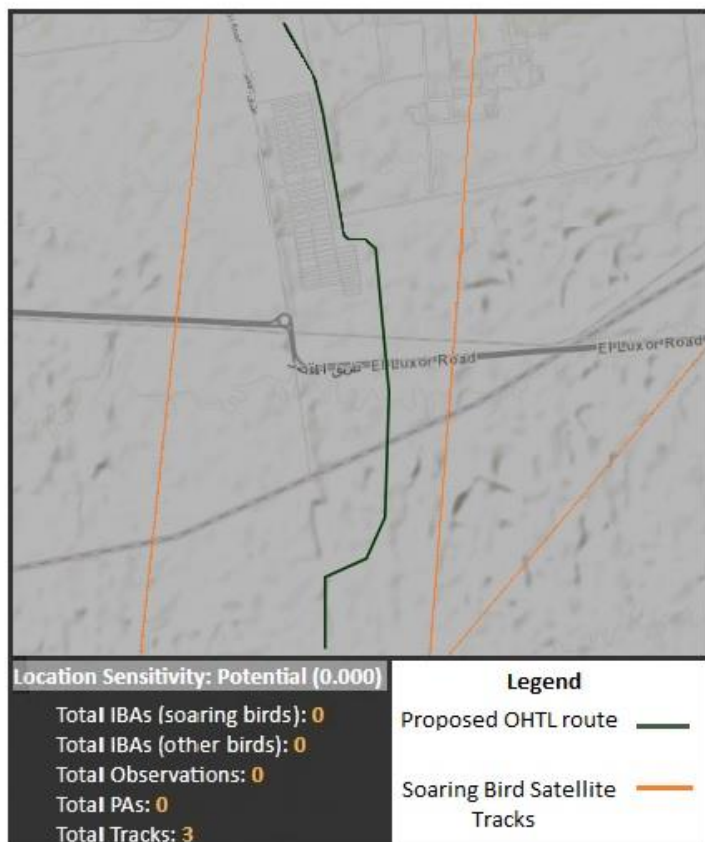 Road
El-Luxor Road
El-Luxor Road
Location Sensitivity: Potential (0.000)
Total IBAs (soaring birds): 0
Total IBAs (other birds): 0
Total Observations: 0
Total PAs: 0
Total Tracks: 3
Legend
Proposed OHTL route
Soaring Bird Satellite
Tracks